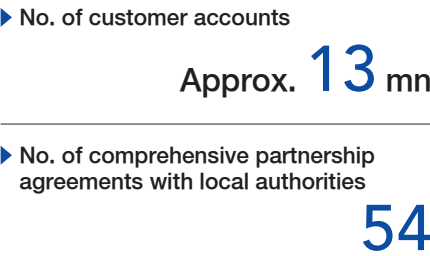 No. of customer accounts
Approx. 13 mn
No. of comprehensive partnership
agreements with local authorities
54